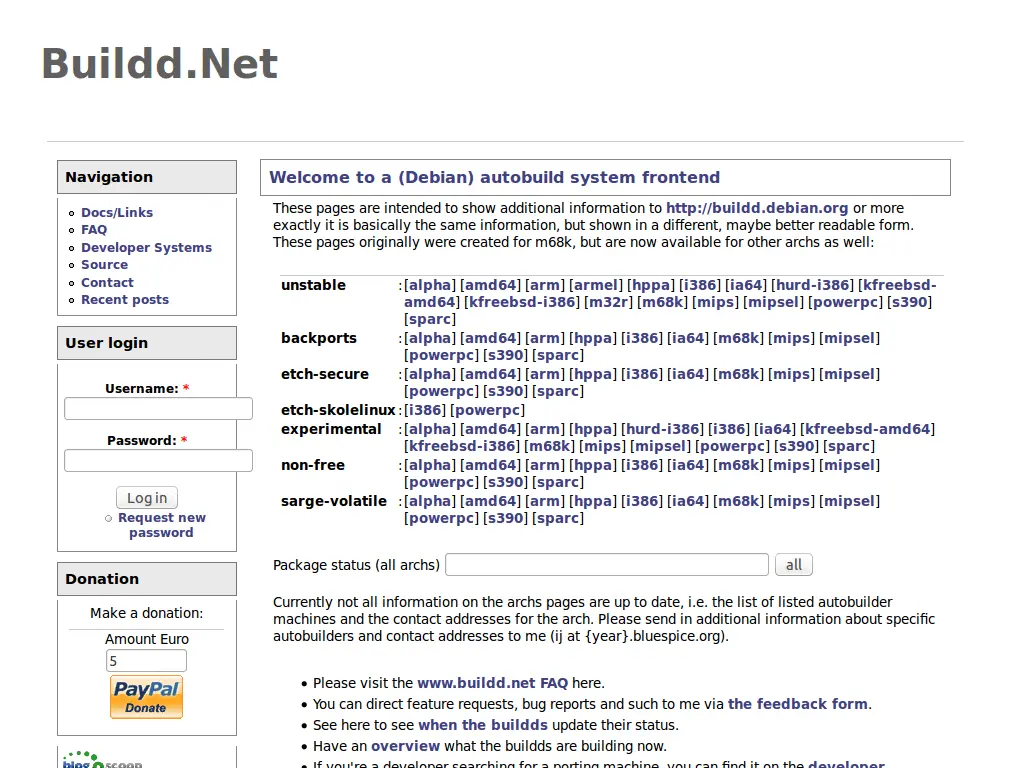 Buildd.Net
Navigation
Docs/Links
FAQ
Developer Systems
Source
Contact
Recent posts
User login
Username: *
Password: *
Log in
Request new
password
Donation
Make a donation:
Amount Euro
5
PayPal
Donate
Welcome to a (Debian) autobuild system frontend
These pages are intended to show additional information to http://buildd.debian.org or more
exactly it is basically the same information, but shown in a different, maybe better readable form.
These pages originally were created for m68k, but are now available for other archs as well:
unstable :[alpha] [amd64] [arm] [armel] [hppa] [i386] [ia64] [hurd-i386] [kfreebsd-
amd64] [kfreebsd-i386] [m32r] [m68k] [mips] [mipsel] [powerpc] [s390]
[sparc]
backports :[alpha] [amd64] [arm] [hppa] [i386] [ia64] [m68k] [mips] [mipsel]
[powerpc] [s390] [sparc]
etch-secure :[alpha] [amd64] [arm] [hppa] [i386] [ia64] [m68k] [mips] [mipsel]
[powerpc] [s390] [sparc]
etch-skolelinux :[i386] [powerpc]
experimental :[alpha] [amd64] [arm] [hppa] [hurd-i386] [i386] [ia64] [kfreebsd-amd64]
[kfreebsd-i386] [m68k] [mips] [mipsel] [powerpc] [s390] [sparc]
non-free :[alpha] [amd64] [arm] [hppa] [i386] [ia64] [m68k] [mips] [mipsel]
[powerpc] [s390] [sparc]
sarge-volatile :[alpha] [amd64] [arm] [hppa] [i386] [ia64] [m68k] [mips] [mipsel]
[powerpc] [s390] [sparc]
Package status (all archs) all
Currently not all information on the archs pages are up to date, i.e. the list of listed autobuilder
machines and the contact addresses for the arch. Please send in additional information about specific
autobuilders and contact addresses to me (ij at {year}.bluespice.org).
Please visit the www.buildd.net FAQ here.
You can direct feature requests, bug reports and such to me via the feedback form.
See here to see when the buildds update their status.
Have an overview what the buildds are building now.
If you're a developer searching for a porting machine, you can find it on the developer